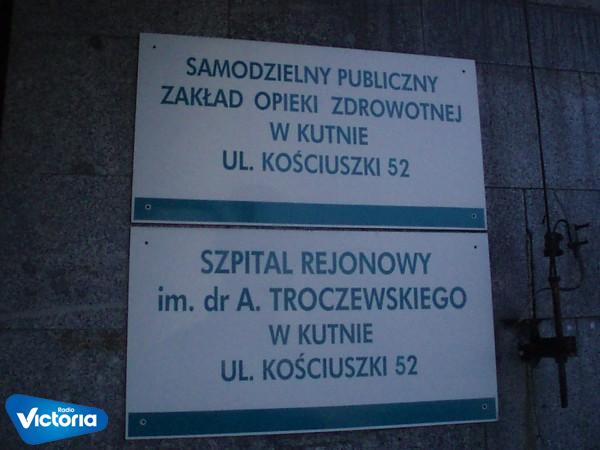 SAMODZIELNY PUBLICZNY
ZAKŁAD OPIEKI ZDROWOTNEJ
W KUTNIE
UL. KOŚCIUSZKI 52
SZPITAL REJONOWY
im. dr A. TROCZEWSKIEGO
W KUTNIE
UL. KOŚCIUSZKI 52
Radio
Victoria